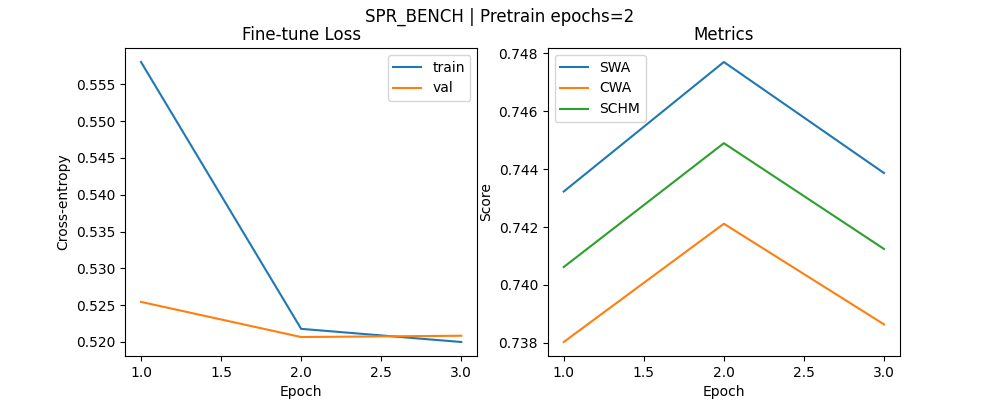 SPR_BENCH | Pretrain epochs=2
Fine-tune Loss
train
val
0.555
0.550
0.545
0.540
0.535
0.530
0.525
0.520
Cross-entropy
1.0 1.5 2.0 2.5 3.0
Epoch
Metrics
SWA
CWA
SCHM
0.748
0.746
0.744
0.742
0.740
0.738
Score
1.0 1.5 2.0 2.5 3.0
Epoch